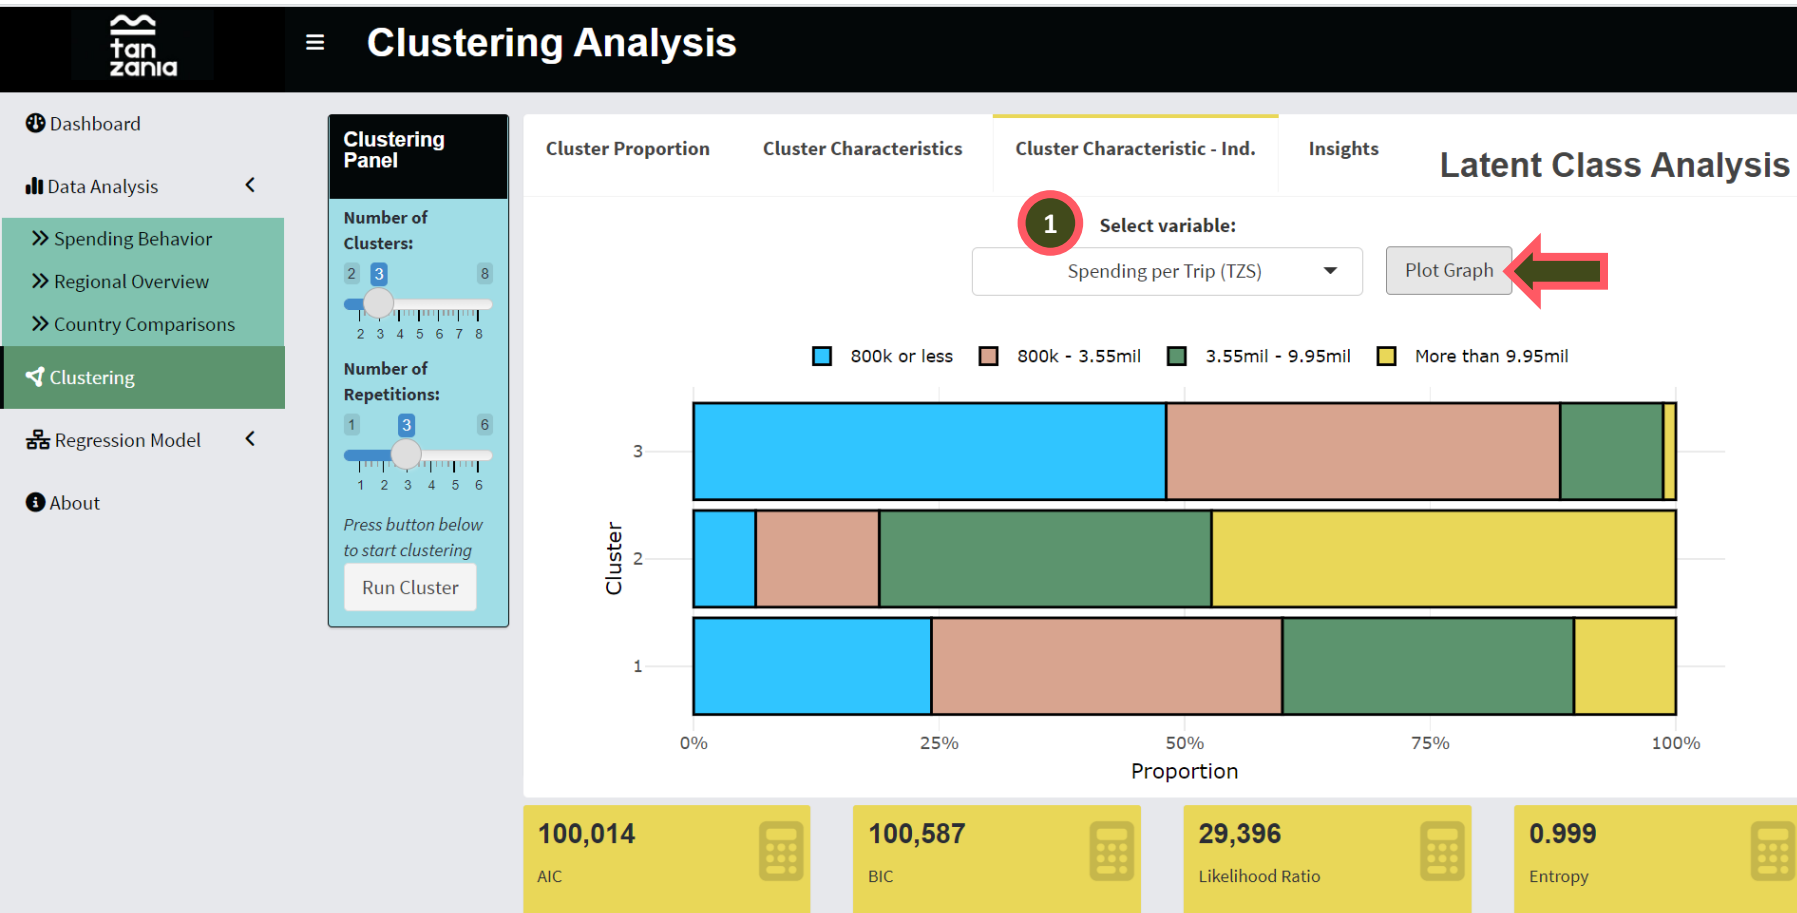 tan
zania
Clustering Analysis
Dashboard
Data Analysis
Spending Behavior
Regional Overview
Country Comparisons
Clustering
Regression Model
About
Clustering
Panel
Number of
Clusters:
2 3 8
2 3 4 5 6 7 8
Number of
Repetitions:
1 3 6
1 2 3 4 5 6
Press button below
to start clustering
Run Cluster
Cluster Proportion Cluster Characteristics Cluster Characteristic - Ind. Insights
Latent Class Analysis
1 Select variable:
Spending per Trip (TZS) Plot Graph
800k or less 800k - 3.55mil 3.55mil - 9.95mil More than 9.95mil
Cluster
3
2
1
0% 25% 50% 75% 100%
Proportion
100,014
AIC
100,587
BIC
29,396
Likelihood Ratio
0.999
Entropy